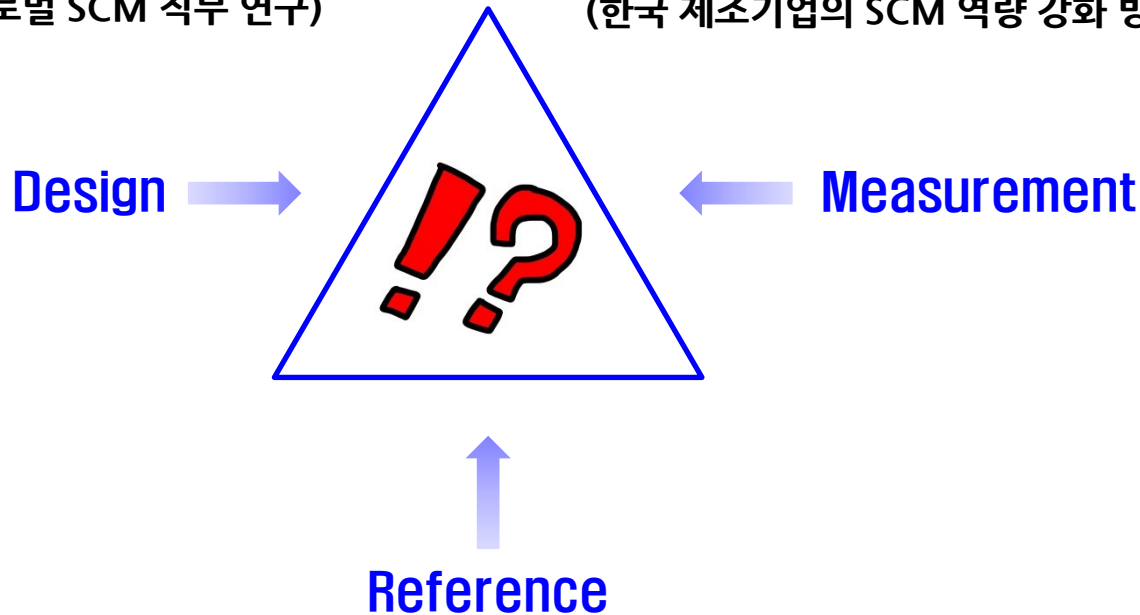 SCM 직무 연구)
(한국 제조기업의 SCM 역량 강화
Design
Measurement
!?
Reference